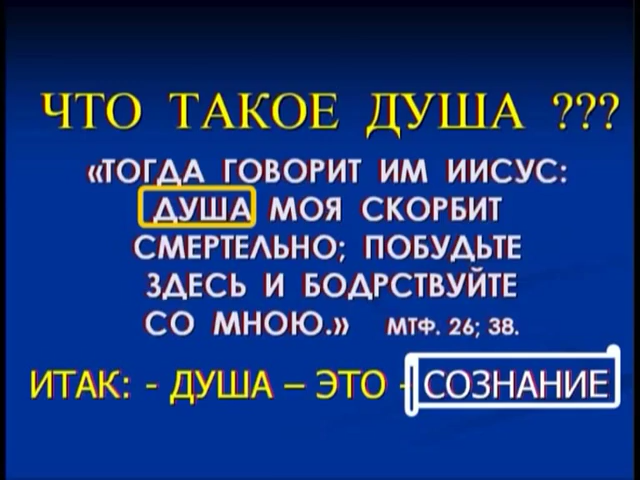 ЧТО ТАКОЕ ДУША ???
«ТОГДА ГОВОРИТ ИМ ИИСУС:
ДУША МОЯ СКОРБИТ
СМЕРТЕЛЬНО; ПОБУДЬТЕ
ЗДЕСЬ И БОДРСТВУЙТЕ
СО МНОЮ.» МТФ. 26; 38.
ИТАК: - ДУША – ЭТО - СОЗНАНИЕ